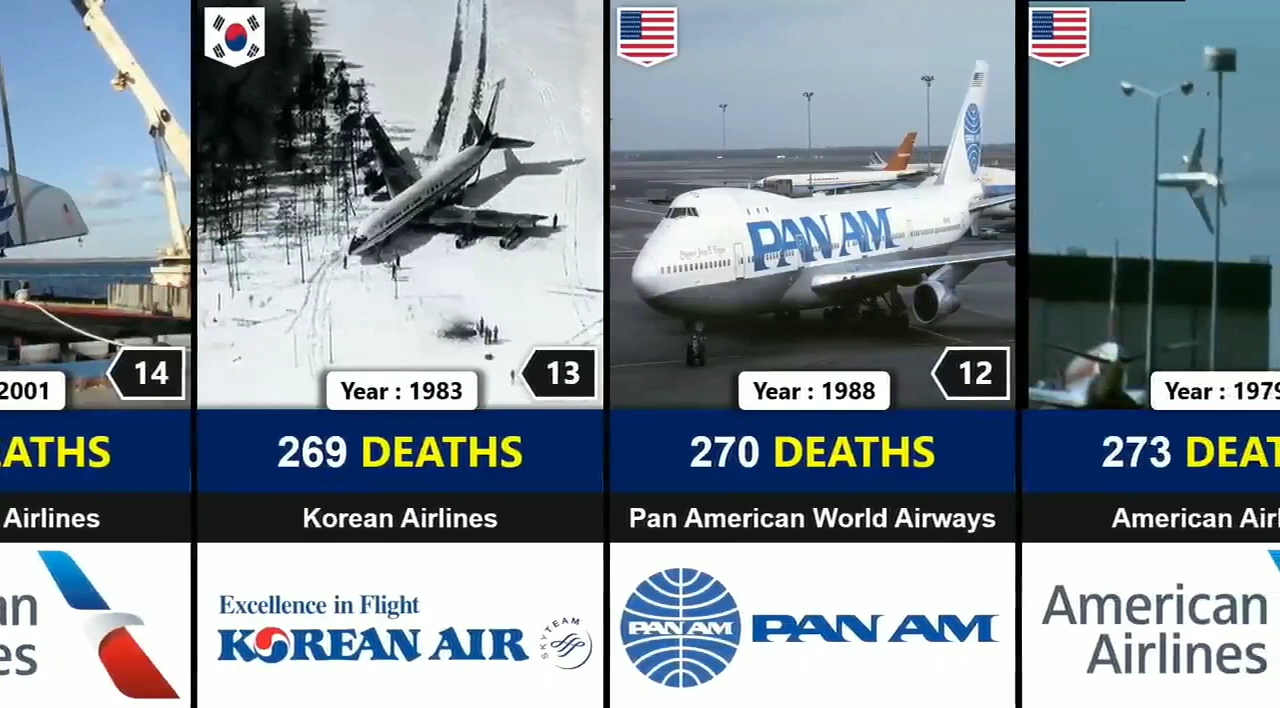 14
2001
EATHS
Airlines
an
es
13
Year : 1983
269 DEATHS
Korean Airlines
Excellence in Flight
KOREAN AIR
SKYTEAM
PAN AM
12
Year : 1988
270 DEATHS
Pan American World Airways
PAN AM
PAN AM
Year : 1979
273 DEAT
American Airl
American
Airlines